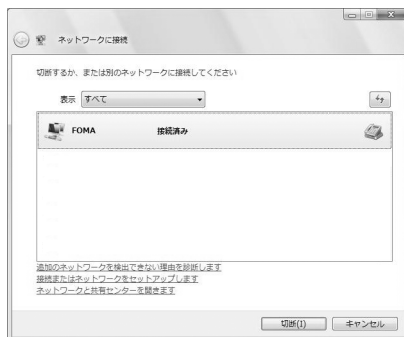 ネットワークに接続
切断するか、または別のネットワークに接続してください
表示 すべて
FOMA 接続済み
追加のネットワークを検出できない理由を診断します
接続またはネットワークをセットアップします
ネットワークと共有センターを開きます
切断(I) キャンセル